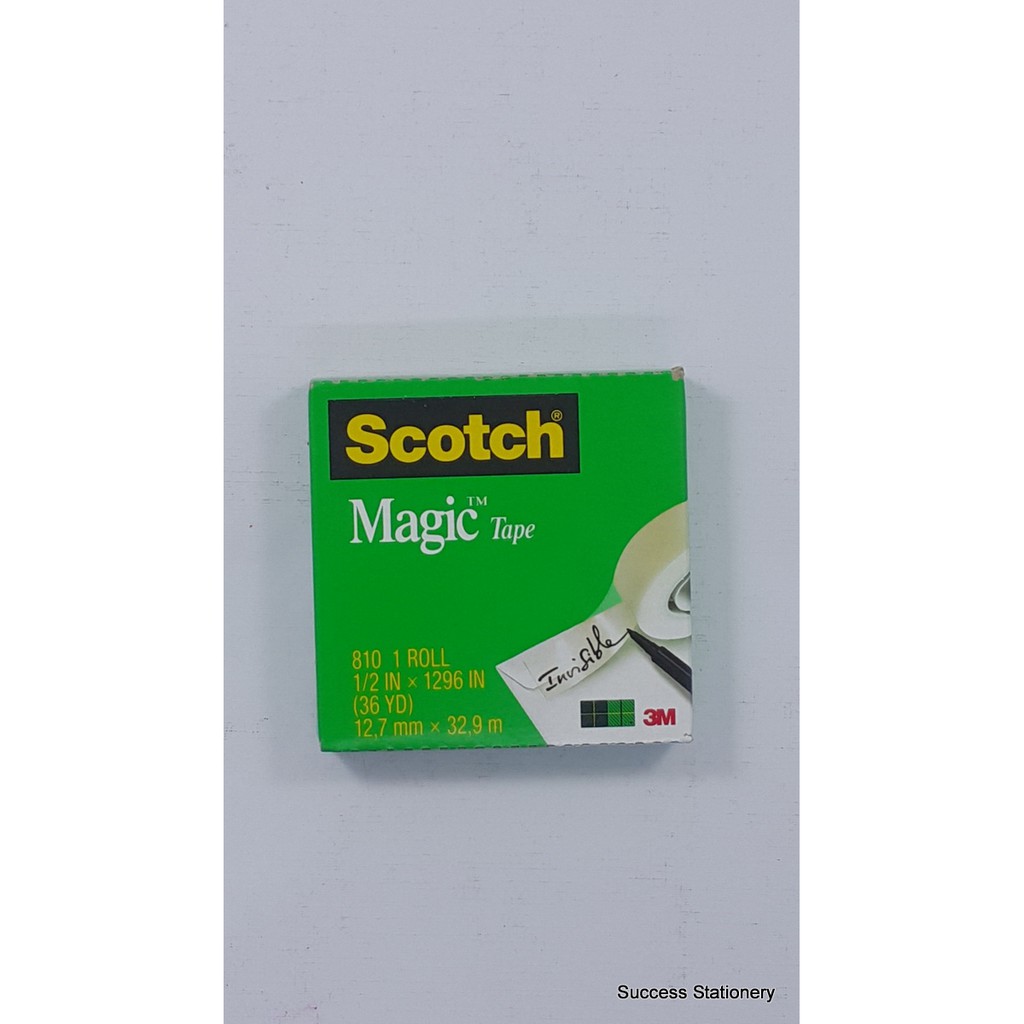 Scotch®
Magic™ Tape
810 1 ROLL
1/2 IN × 1296 IN
(36 YD)
12,7 mm × 32,9 m
Invisible
3M
Success Stationery